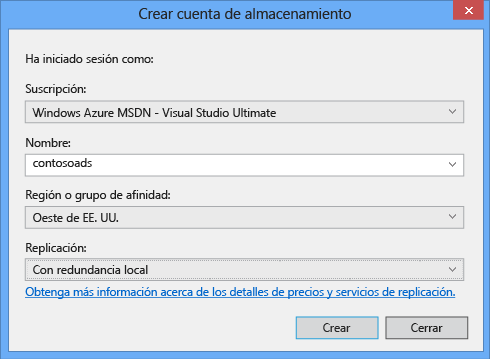 Crear cuenta de almacenamiento
Ha iniciado sesión como:
Suscripción:
Windows Azure MSDN - Visual Studio Ultimate
Nombre:
contosoads
Región o grupo de afinidad:
Oeste de EE. UU.
Replicación:
Con redundancia local
Obtenga más información acerca de los detalles de precios y servicios de replicación.
Crear
Cerrar